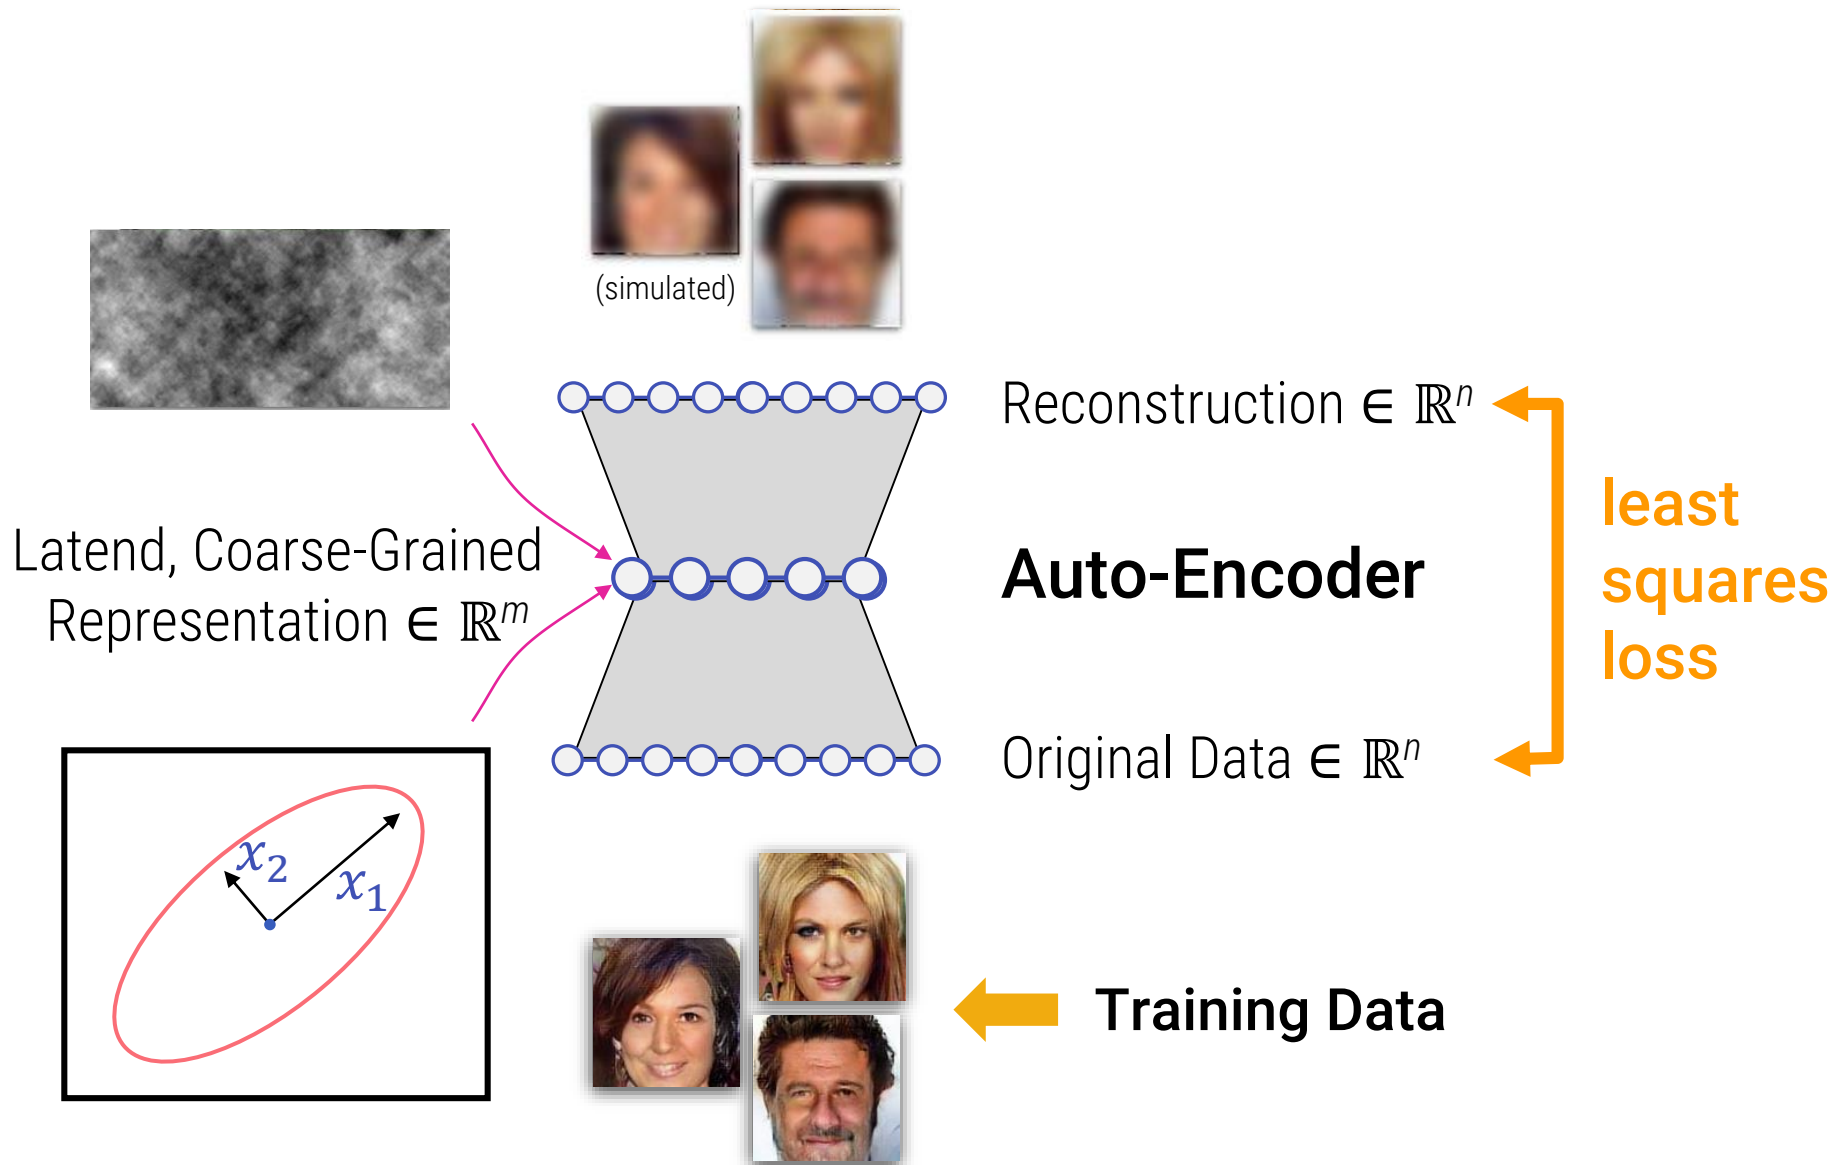 (simulated)
Reconstruction ∈ ℝⁿ
Latend, Coarse-Grained
Representation ∈ ℝᵐ
Auto-Encoder
least
squares
loss
Original Data ∈ ℝⁿ
x₂
x₁
Training Data